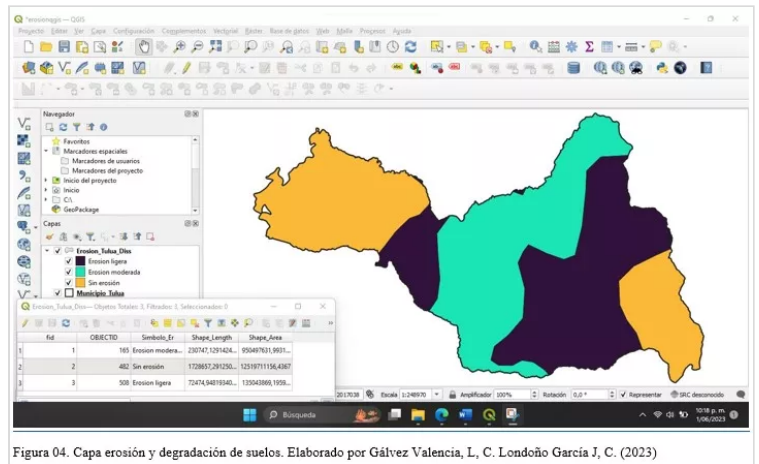 *erosionqgis — QGIS
Proyecto Editar Ver Capa Configuración Complementos Vectorial Ráster Base de datos Web Malla Procesos Ayuda
Navegador
Favoritos
Marcadores espaciales
Marcadores de usuarios
Marcadores del proyecto
Inicio del proyecto
Inicio
C:\
GeoPackage
Capas
Erosion_Tulua_Diss
Erosion ligera
Erosion moderada
Sin erosión
Municipio_Tulua
Erosion_Tulua_Diss— Objetos Totales: 3, Filtrados: 3, Seleccionados: 0
fid OBJECTID Simbolo_Er Shape_Length Shape_Area
1 1 165 Erosion modera... 230747,1291424... 950497631,9931...
2 2 482 Sin erosión 1728657,291250... 12519711156,4367
3 3 508 Erosion ligera 72474,94819340... 135043869,1959...
2017038 Escala 1:248970 Amplificador 100% Rotación 0,0 ° Representar SRC desconocido
Búsqueda
10:18 p. m.
1/06/2023
Figura 04. Capa erosión y degradación de suelos. Elaborado por Gálvez Valencia, L, C. Londoño García J, C. (2023)